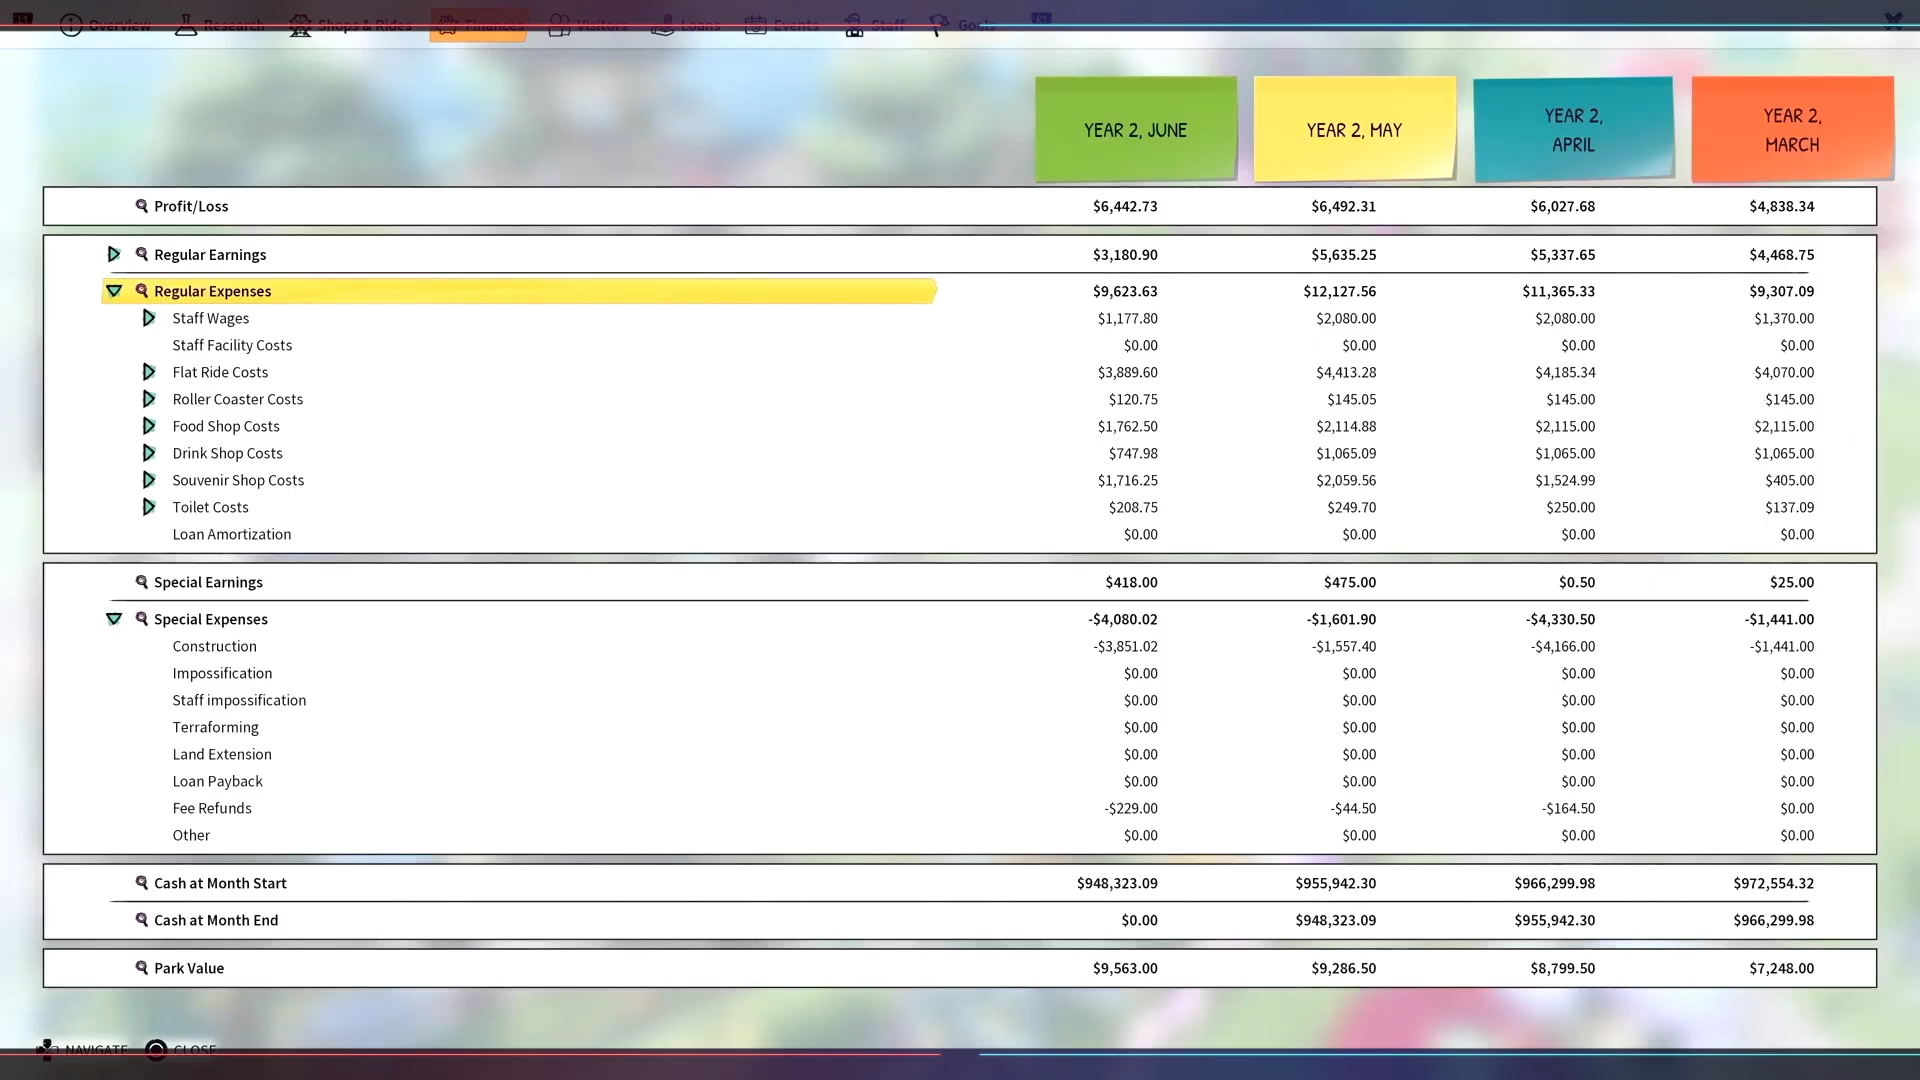 Overview Research Shops & Rides Finances Visitors Loans Events Staff Goals
YEAR 2, JUNE YEAR 2, MAY YEAR 2, APRIL YEAR 2, MARCH
Profit/Loss $6,442.73 $6,492.31 $6,027.68 $4,838.34
Regular Earnings $3,180.90 $5,635.25 $5,337.65 $4,468.75
Regular Expenses $9,623.63 $12,127.56 $11,365.33 $9,307.09
Staff Wages $1,177.80 $2,080.00 $2,080.00 $1,370.00
Staff Facility Costs $0.00 $0.00 $0.00 $0.00
Flat Ride Costs $3,889.60 $4,413.28 $4,185.34 $4,070.00
Roller Coaster Costs $120.75 $145.05 $145.00 $145.00
Food Shop Costs $1,762.50 $2,114.88 $2,115.00 $2,115.00
Drink Shop Costs $747.98 $1,065.09 $1,065.00 $1,065.00
Souvenir Shop Costs $1,716.25 $2,059.56 $1,524.99 $405.00
Toilet Costs $208.75 $249.70 $250.00 $137.09
Loan Amortization $0.00 $0.00 $0.00 $0.00
Special Earnings $418.00 $475.00 $0.50 $25.00
Special Expenses -$4,080.02 -$1,601.90 -$4,330.50 -$1,441.00
Construction -$3,851.02 -$1,557.40 -$4,166.00 -$1,441.00
Impossification $0.00 $0.00 $0.00 $0.00
Staff impossification $0.00 $0.00 $0.00 $0.00
Terraforming $0.00 $0.00 $0.00 $0.00
Land Extension $0.00 $0.00 $0.00 $0.00
Loan Payback $0.00 $0.00 $0.00 $0.00
Fee Refunds -$229.00 -$44.50 -$164.50 $0.00
Other $0.00 $0.00 $0.00 $0.00
Cash at Month Start $948,323.09 $955,942.30 $966,299.98 $972,554.32
Cash at Month End $0.00 $948,323.09 $955,942.30 $966,299.98
Park Value $9,563.00 $9,286.50 $8,799.50 $7,248.00
NAVIGATE CLOSE